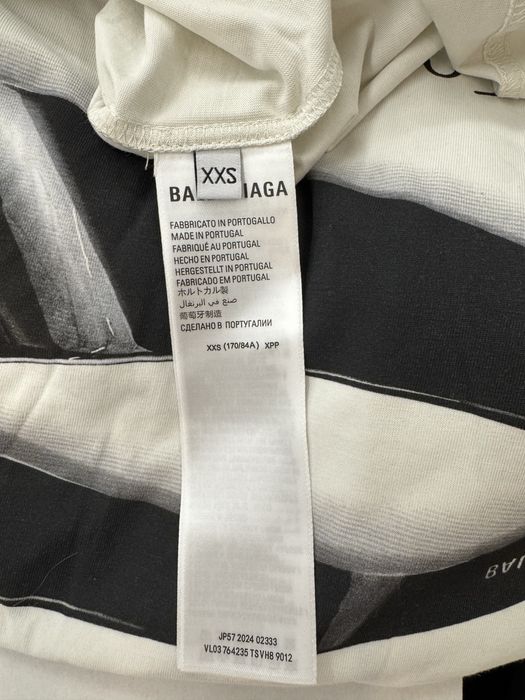 XXS
FABBRICATO IN PORTOGALLO
MADE IN PORTUGAL
FABRIQUÉ AU PORTUGAL
HECHO EN PORTUGAL
HERGESTELLT IN PORTUGAL
FABRICADO EM PORTUGAL
ポルトガル製
صنع في البرتغال
葡萄牙制造
СДЕЛАНО В ПОРТУГАЛИИ
XXS (170/84A) XPP
JP57 2024 02333
VL03 764235 TSVH8 9012